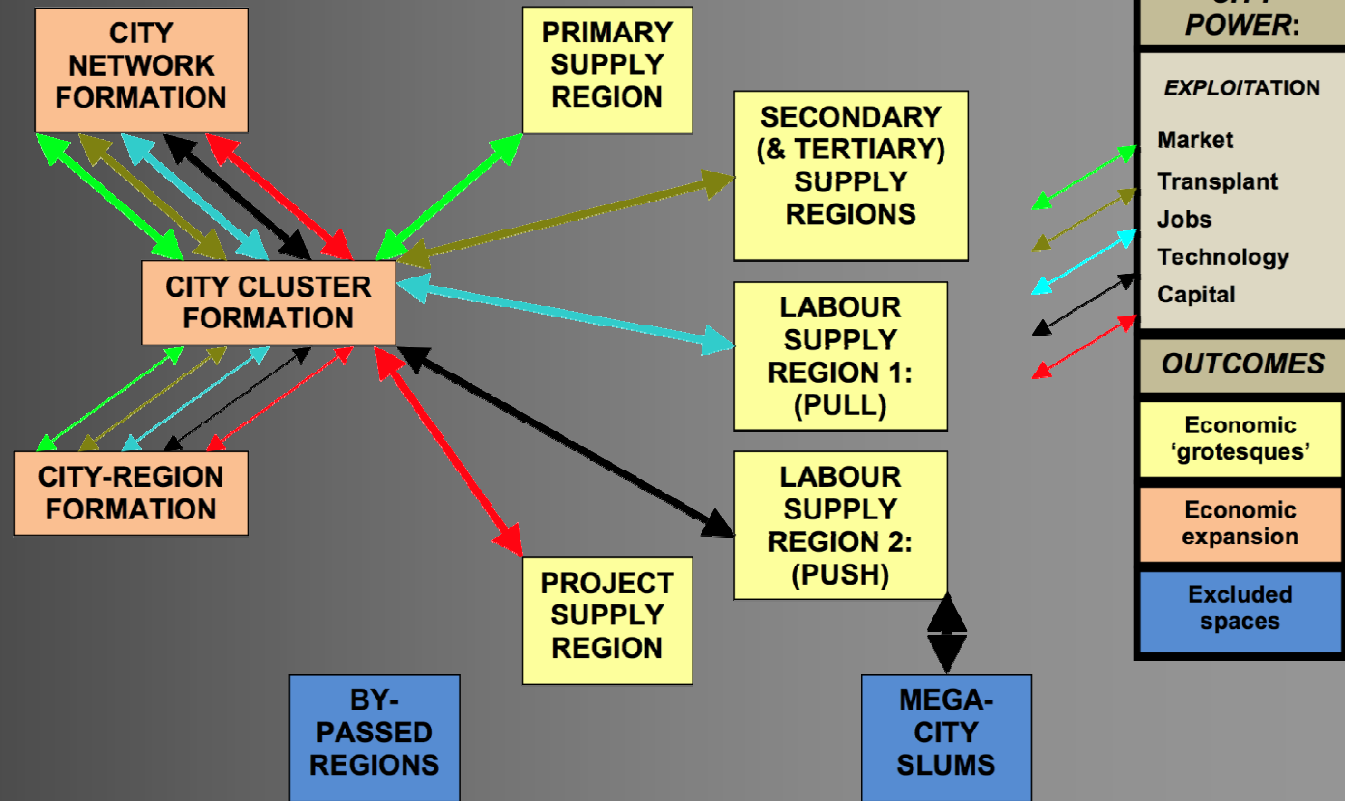 CITY
NETWORK
FORMATION
PRIMARY
SUPPLY
REGION
SECONDARY
(& TERTIARY)
SUPPLY
REGIONS
CITY CLUSTER
FORMATION
LABOUR
SUPPLY
REGION 1:
(PULL)
CITY-REGION
FORMATION
LABOUR
SUPPLY
REGION 2:
(PUSH)
PROJECT
SUPPLY
REGION
BY-
PASSED
REGIONS
MEGA-
CITY
SLUMS
CITY
POWER:
EXPLOITATION
Market
Transplant
Jobs
Technology
Capital
OUTCOMES
Economic
‘grotesques’
Economic
expansion
Excluded
spaces